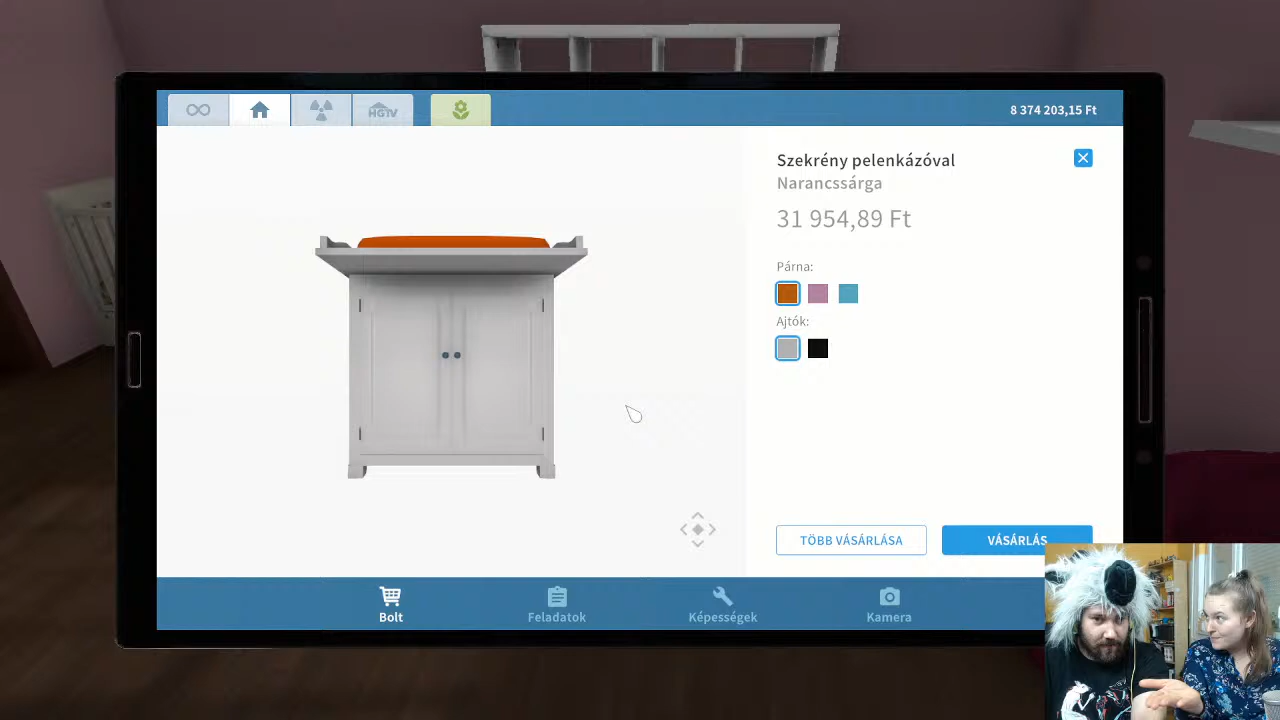 HGTV
8 374 203,15 Ft
Szekrény pelenkázóval
Narancssárga
31 954,89 Ft
Párna:
Ajtók:
TÖBB VÁSÁRLÁSA
VÁSÁRLÁS
Bolt
Feladatok
Képességek
Kamera